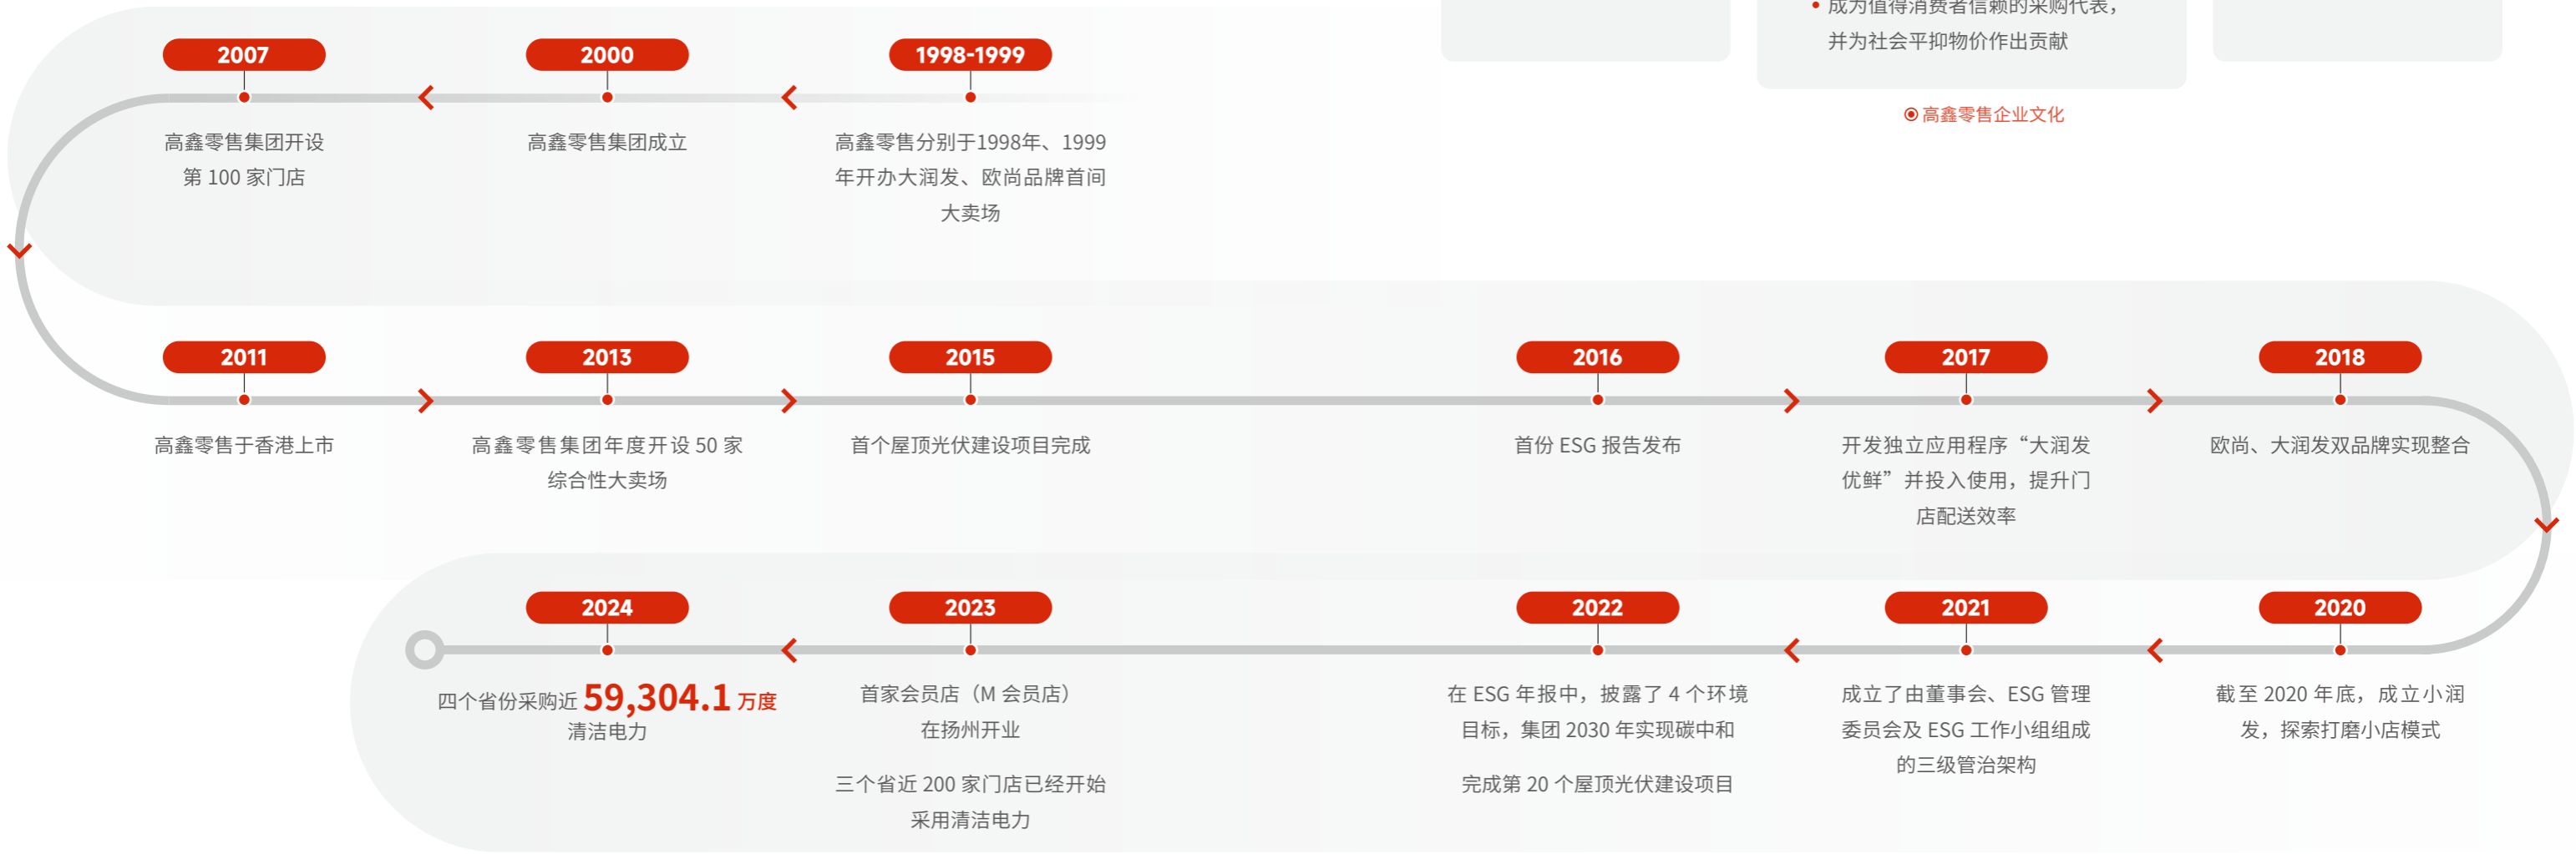 成为值得消费者信赖的采购代表，
并为社会平抑物价作出贡献
高鑫零售企业文化
1998-1999
高鑫零售分别于1998年、1999
年开办大润发、欧尚品牌首间
大卖场
2000
高鑫零售集团成立
2007
高鑫零售集团开设
第 100 家门店
2011
高鑫零售于香港上市
2013
高鑫零售集团年度开设 50 家
综合性大卖场
2015
首个屋顶光伏建设项目完成
2016
首份 ESG 报告发布
2017
开发独立应用程序“大润发
优鲜”并投入使用，提升门
店配送效率
2018
欧尚、大润发双品牌实现整合
2020
截至 2020 年底，成立小润
发，探索打磨小店模式
2021
成立了由董事会、ESG 管理
委员会及 ESG 工作小组组成
的三级管治架构
2022
在 ESG 年报中，披露了 4 个环境
目标，集团 2030 年实现碳中和
完成第 20 个屋顶光伏建设项目
2023
首家会员店（M 会员店）
在扬州开业
三个省近 200 家门店已经开始
采用清洁电力
2024
四个省份采购近 59,304.1 万度
清洁电力